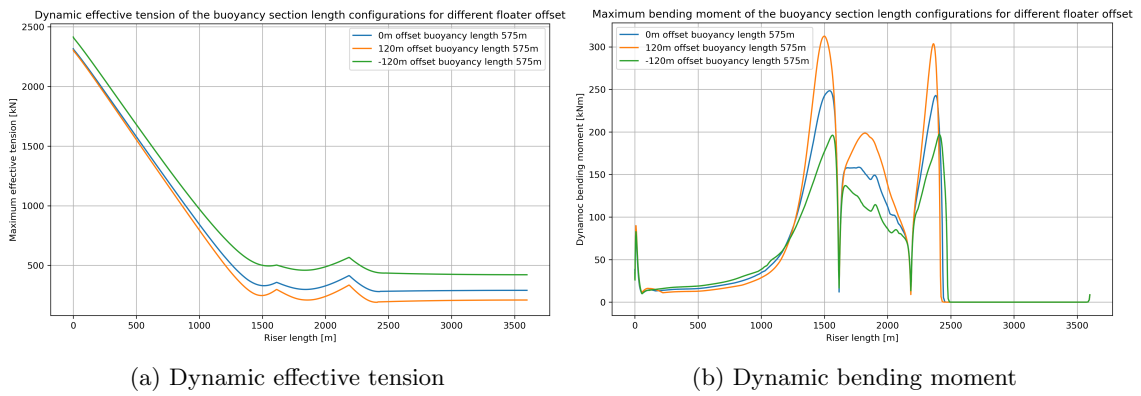 Dynamic effective tension of the buoyancy section length configurations for different floater offset
2500
2000
1500
1000
500
Maximum effective tension [kN]
0m offset buoyancy length 575m
120m offset buoyancy length 575m
-120m offset buoyancy length 575m
0 500 1000 1500 2000 2500 3000 3500
Riser length [m]
(a) Dynamic effective tension
Maximum bending moment of the buoyancy section length configurations for different floater offset
300
250
200
150
100
50
0
Dynamoc bending moment [kNm]
0m offset buoyancy length 575m
120m offset buoyancy length 575m
-120m offset buoyancy length 575m
0 500 1000 1500 2000 2500 3000 3500
Riser length [m]
(b) Dynamic bending moment